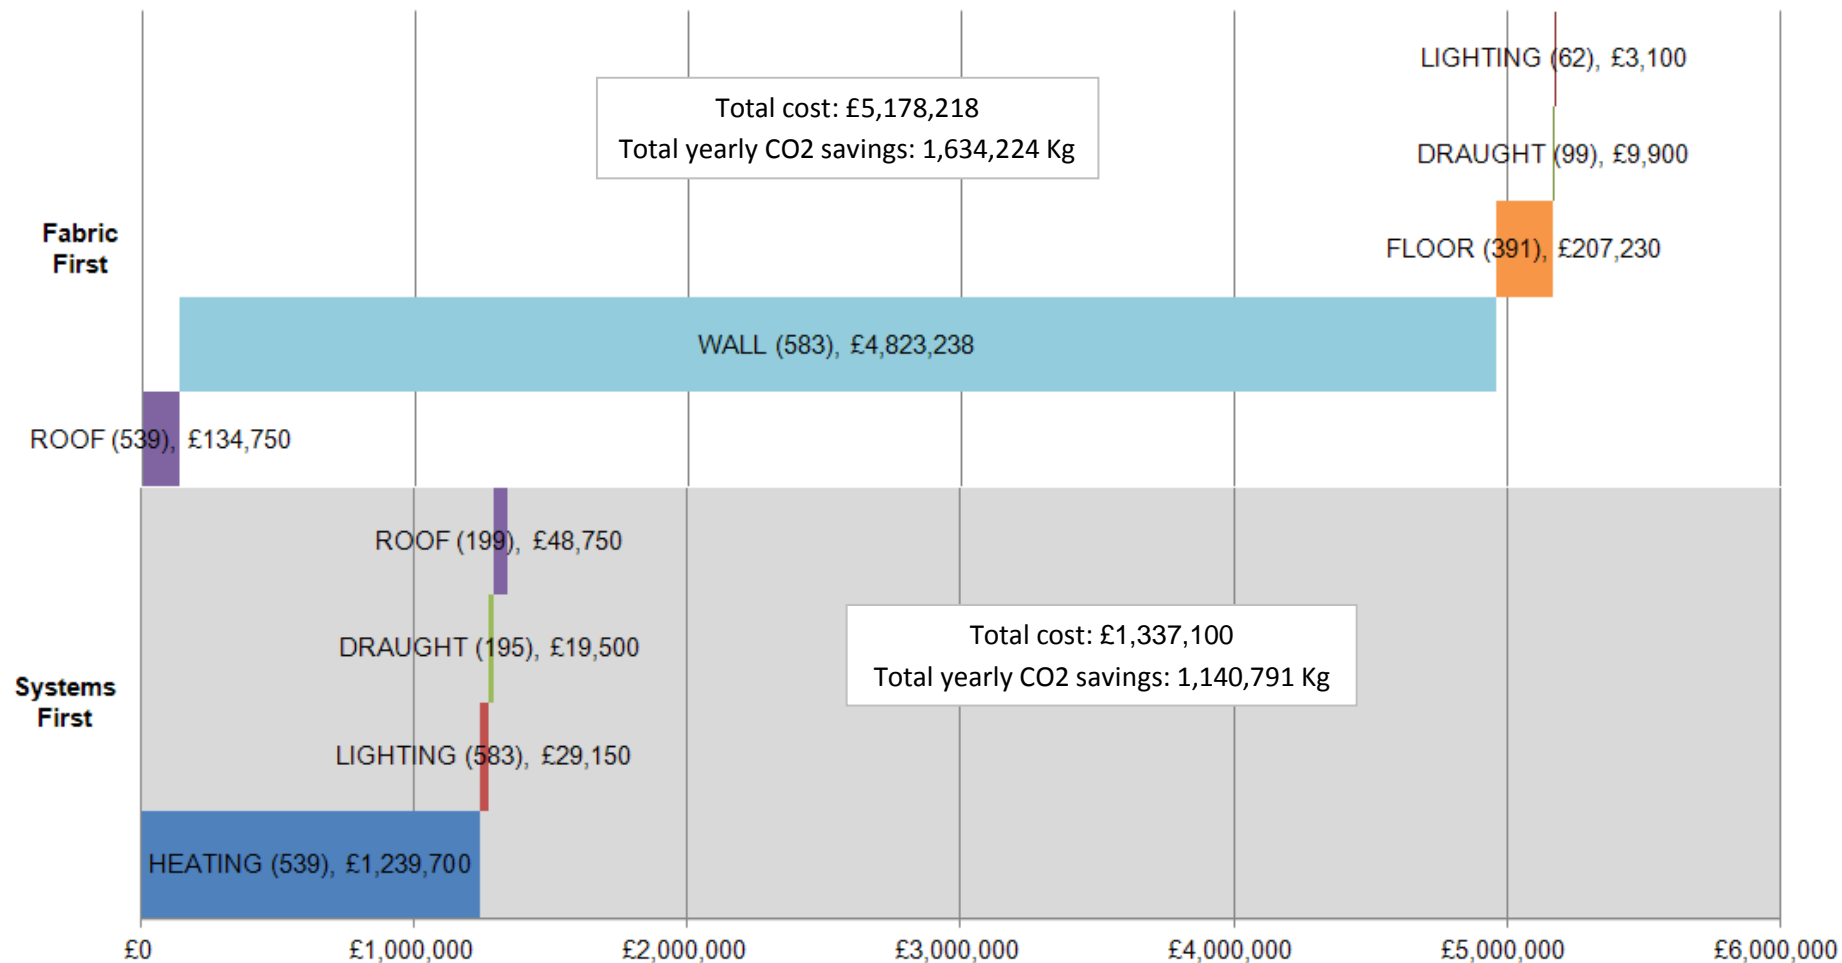 LIGHTING (62), £3,100
Total cost: £5,178,218
Total yearly CO2 savings: 1,634,224 Kg
DRAUGHT (99), £9,900
Fabric
First
FLOOR (391), £207,230
WALL (583), £4,823,238
ROOF (539), £134,750
ROOF (199), £48,750
Total cost: £1,337,100
Total yearly CO2 savings: 1,140,791 Kg
DRAUGHT (195), £19,500
Systems
First
LIGHTING (583), £29,150
HEATING (539), £1,239,700
£0 £1,000,000 £2,000,000 £3,000,000 £4,000,000 £5,000,000 £6,000,000